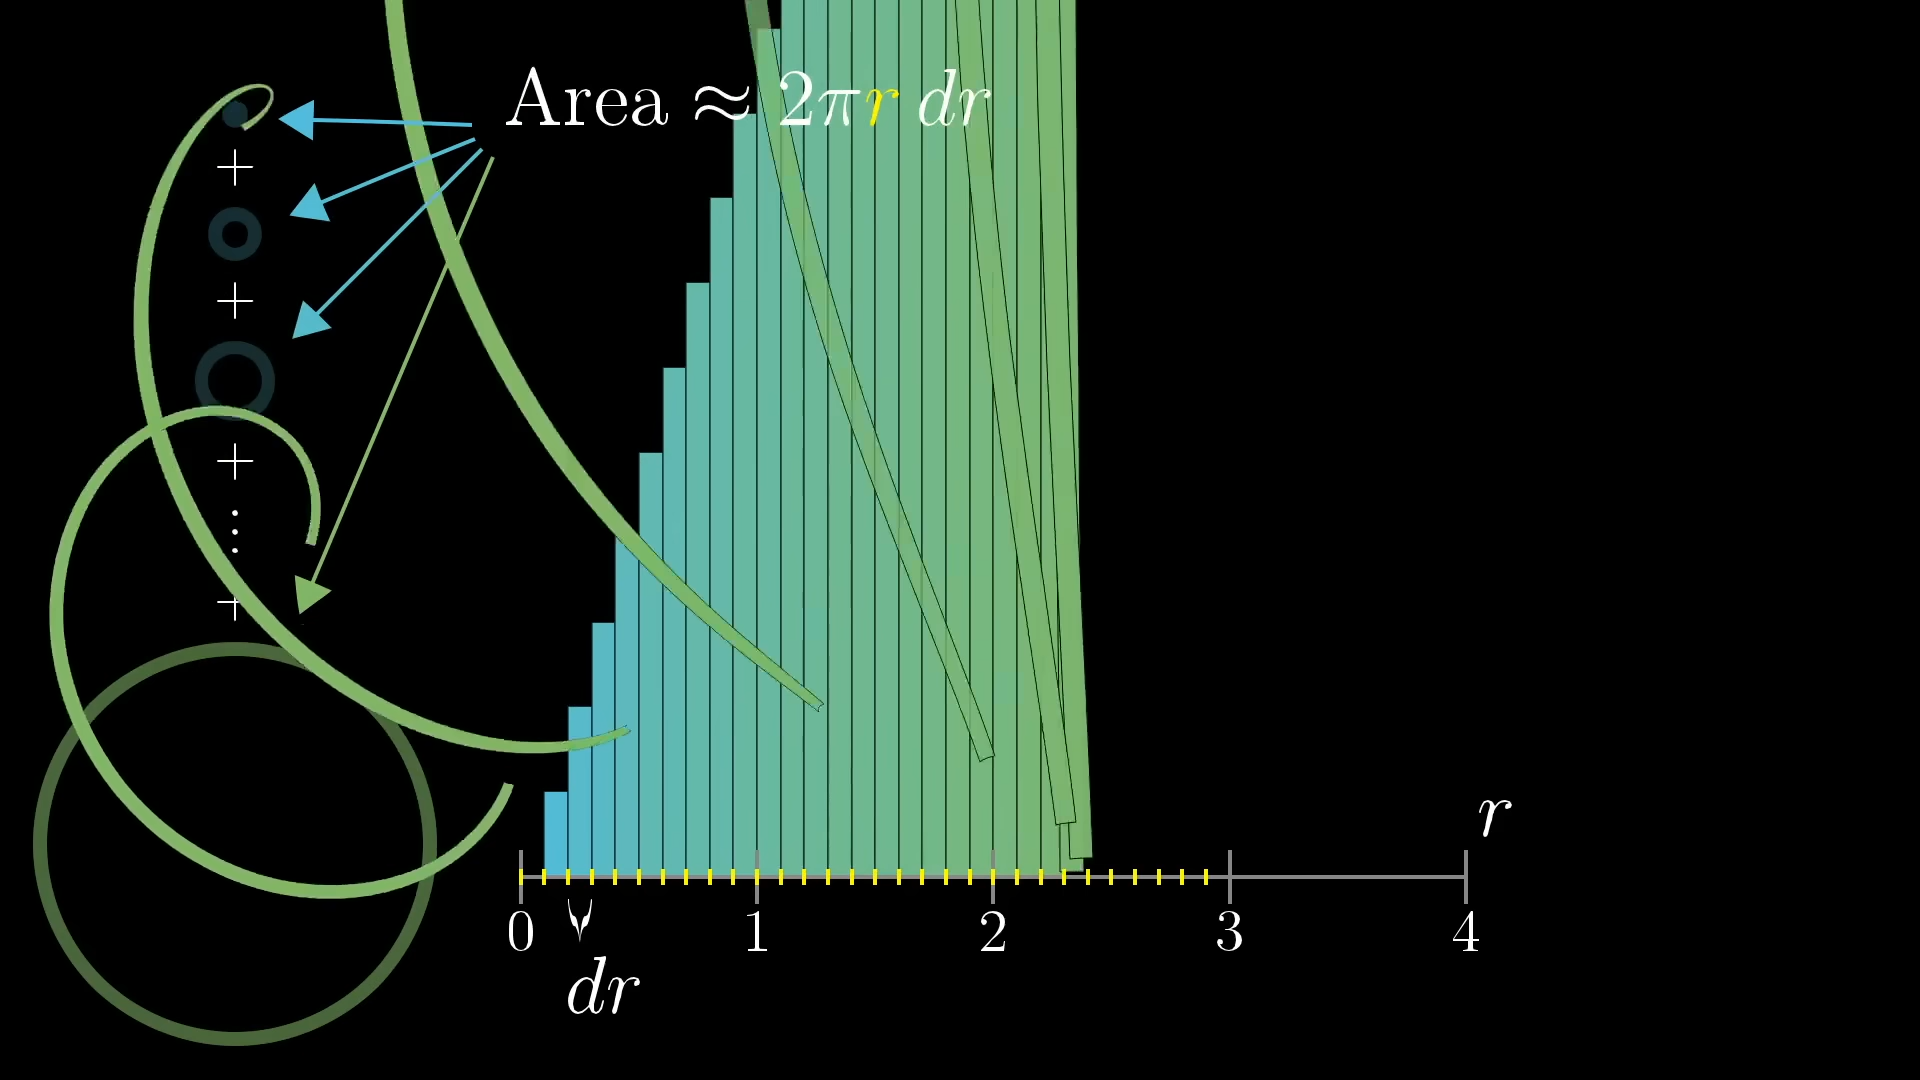 Area ≈ 2πr dr
+
+
+
⋮
+
r
0 1 2 3 4
dr